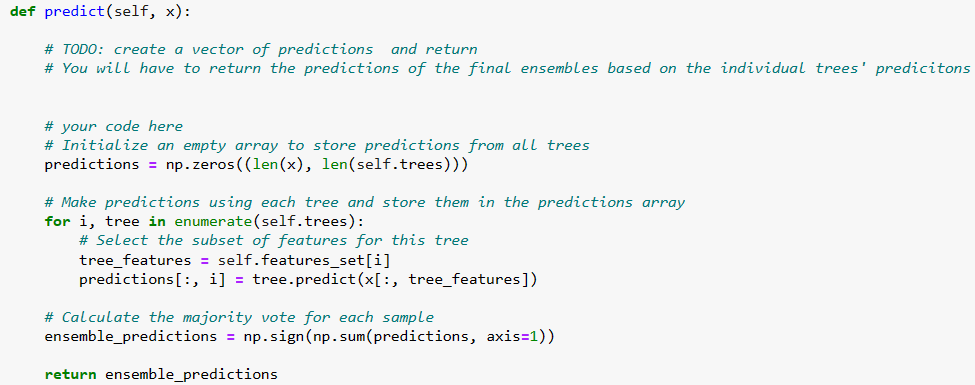 def predict(self, x):
# TODO: create a vector of predictions  and return
# You will have to return the predictions of the final ensembles based on the individual trees' predicitons
# your code here
# Initialize an empty array to store predictions from all trees
predictions = np.zeros((len(x), len(self.trees)))
# Make predictions using each tree and store them in the predictions array
for i, tree in enumerate(self.trees):
# Select the subset of features for this tree
tree_features = self.features_set[i]
predictions[:, i] = tree.predict(x[:, tree_features])
# Calculate the majority vote for each sample
ensemble_predictions = np.sign(np.sum(predictions, axis=1))
return ensemble_predictions